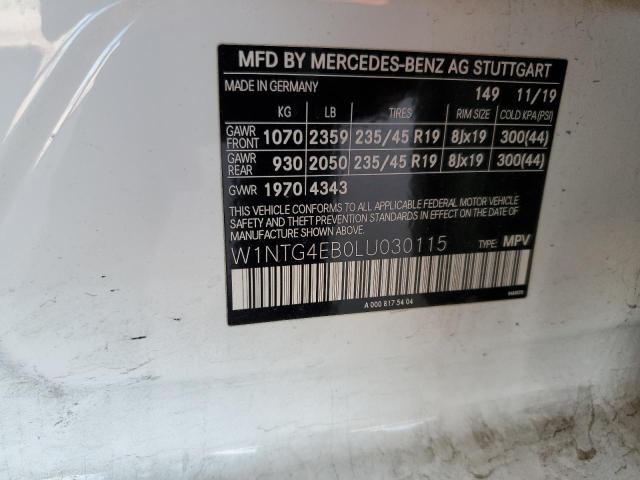 MFD BY MERCEDES-BENZ AG STUTTGART
MADE IN GERMANY 149 11/19
KG LB TIRES RIM SIZE COLD KPA(PSI)
GAWR FRONT 1070 2359 235/45 R19 8Jx19 300(44)
GAWR REAR 930 2050 235/45 R19 8Jx19 300(44)
GVWR 1970 4343
THIS VEHICLE CONFORMS TO ALL APPLICABLE FEDERAL MOTOR VEHICLE
SAFETY AND THEFT PREVENTION STANDARDS IN EFFECT ON THE DATE
OF MANUFACTURE SHOWN ABOVE.
W1NTG4EB0LU030115 TYPE: MPV
A 000 817 54 04